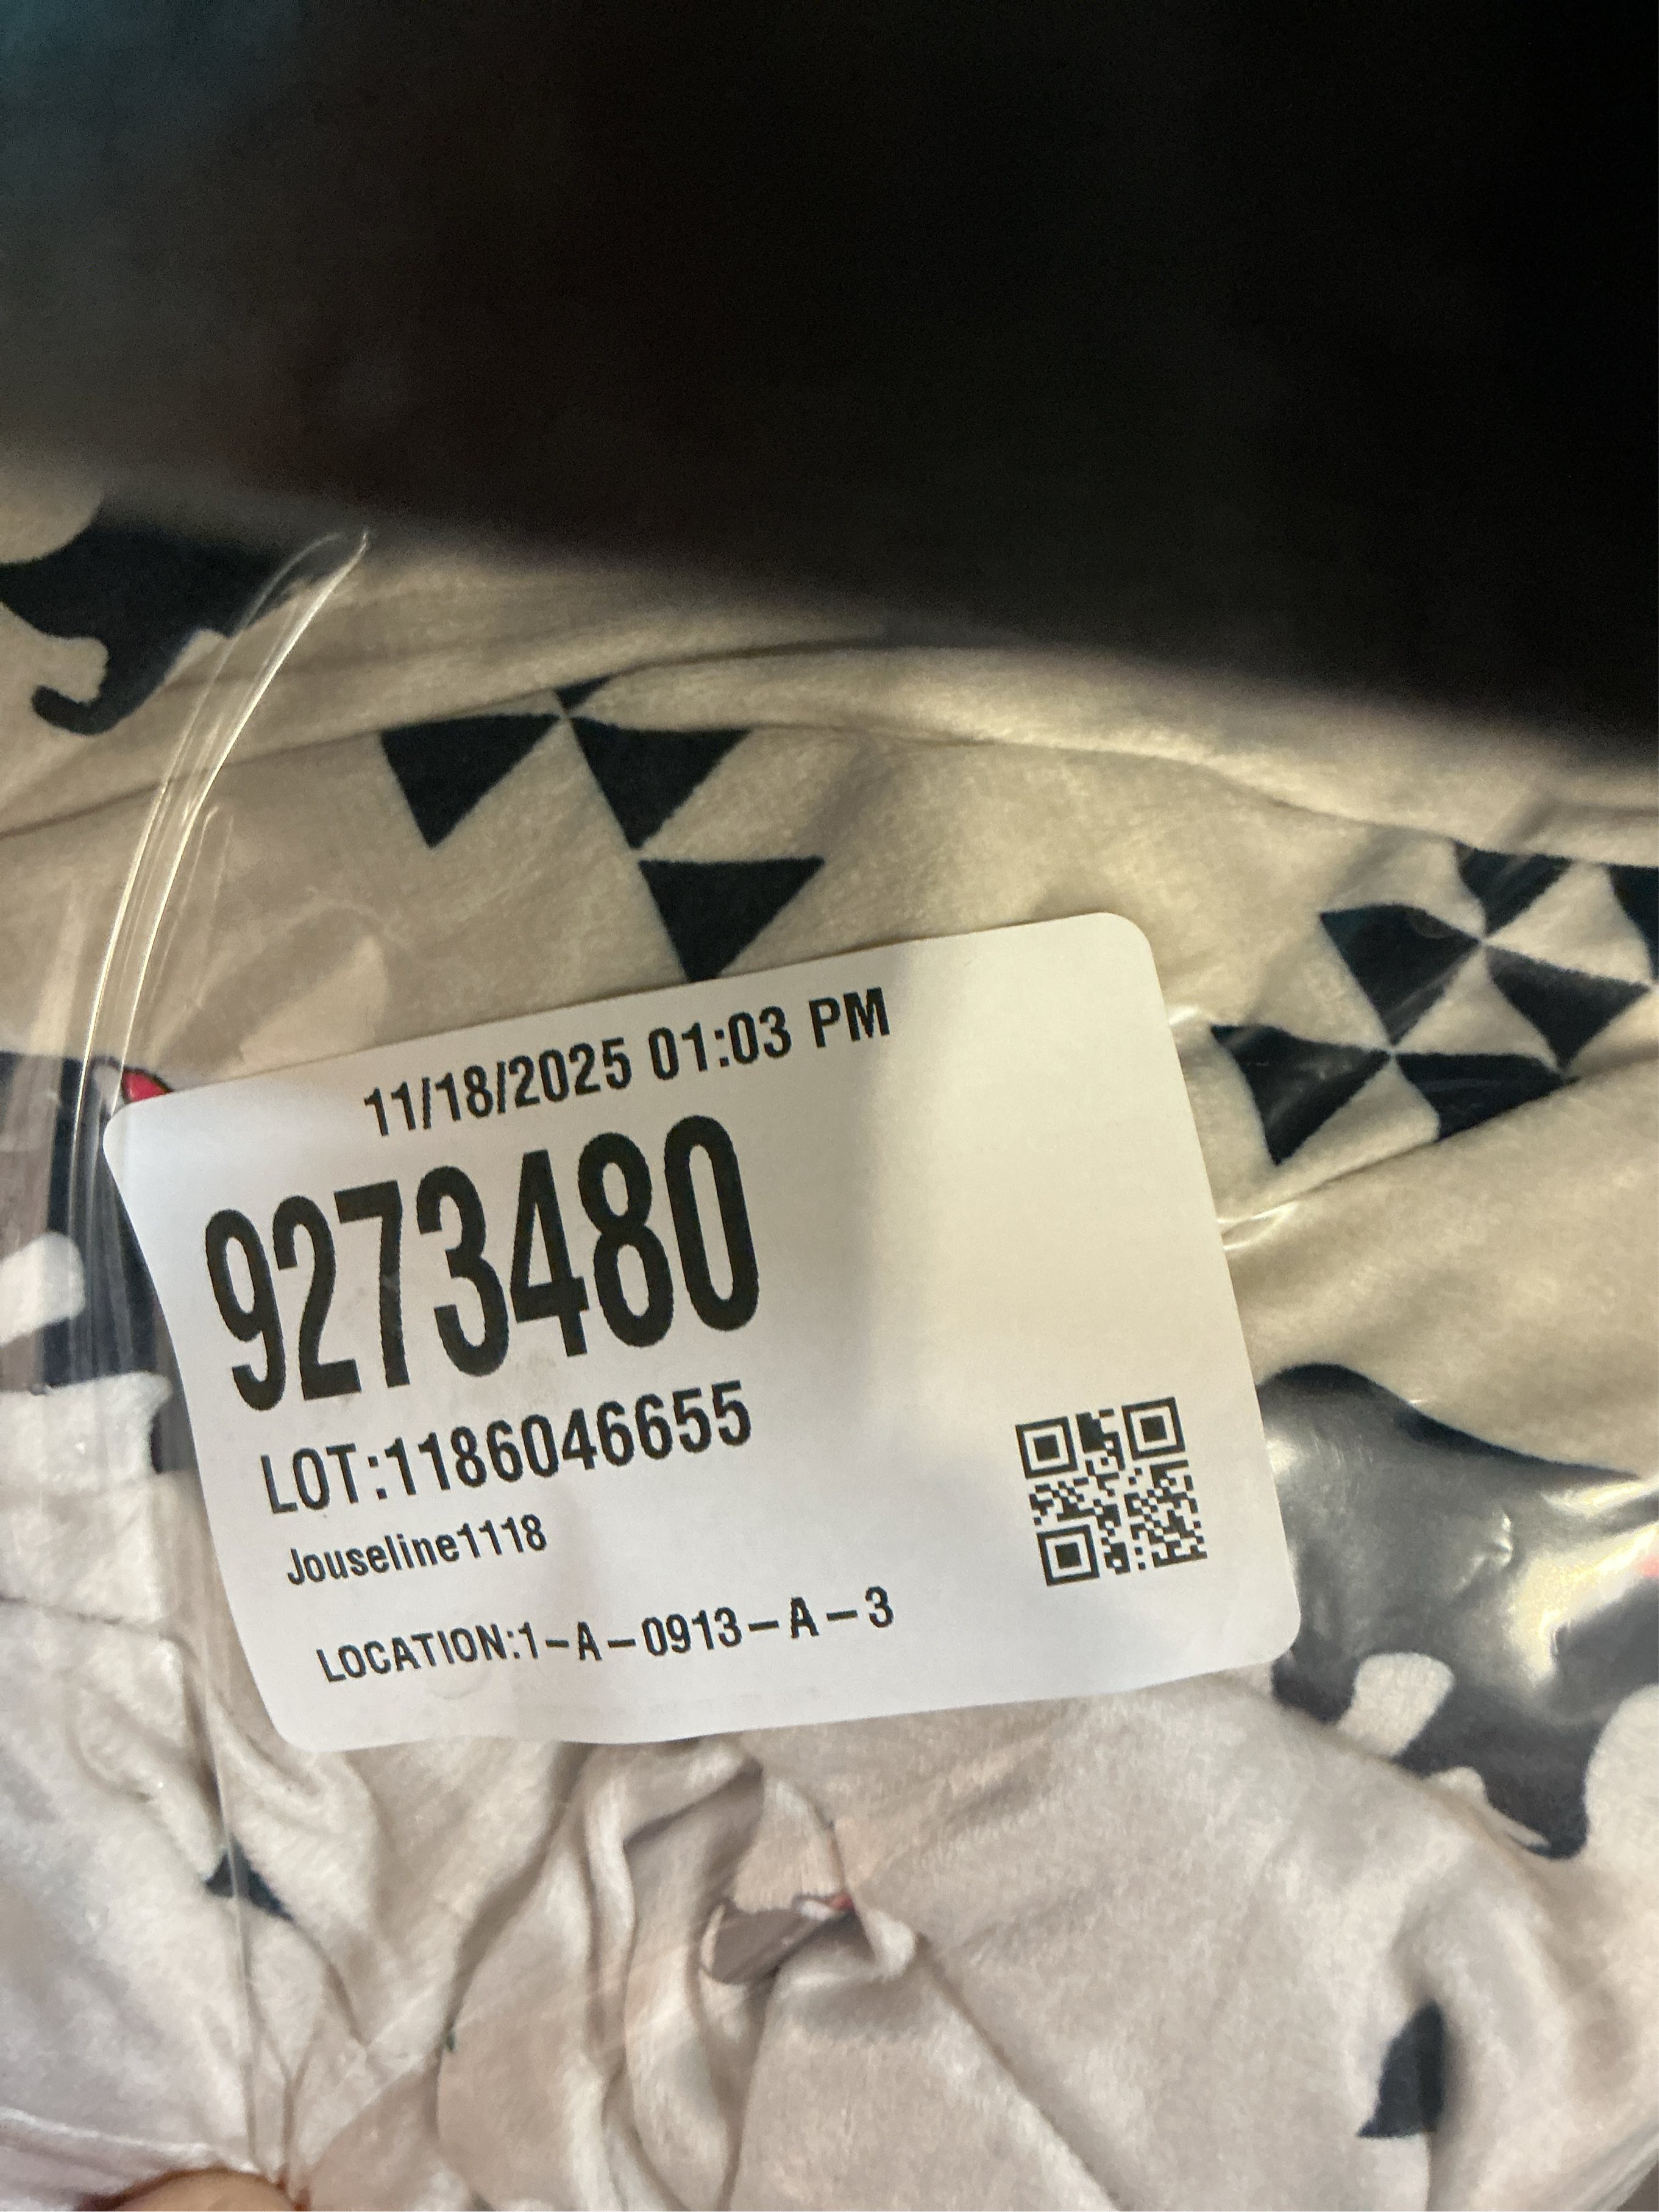 11/18/2025 01:03 PM
9273480
LOT:1186046655
Jouseline1118
LOCATION:1-A-0913-A-3